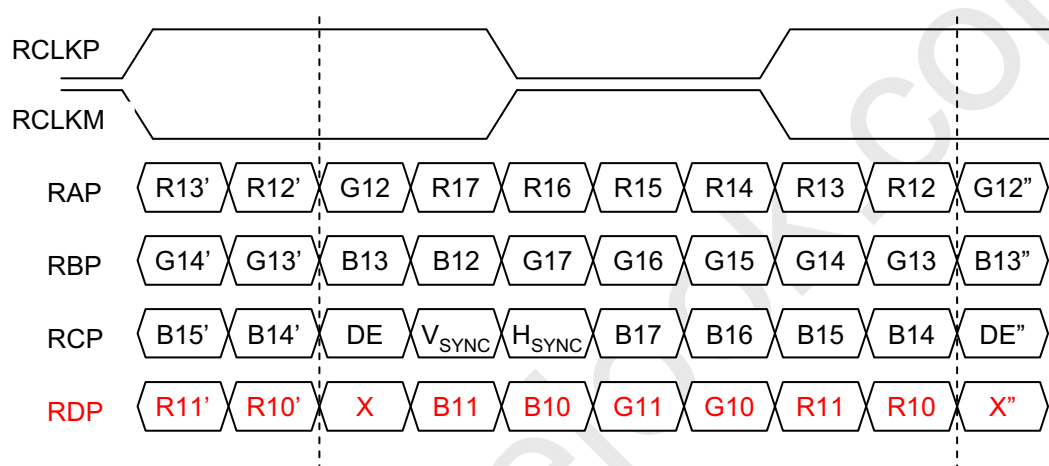 RCLKP
RCLKM
RAP R13’ R12’ G12 R17 R16 R15 R14 R13 R12 G12”
RBP G14’ G13’ B13 B12 G17 G16 G15 G14 G13 B13”
RCP B15’ B14’ DE VSYNC HSYNC B17 B16 B15 B14 DE”
RDP R11’ R10’ X B11 B10 G11 G10 R11 R10 X”